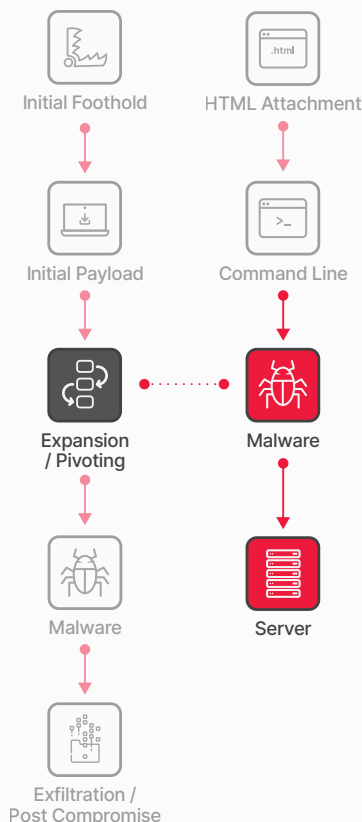 Initial Foothold
HTML Attachment
.html
Initial Payload
Command Line
>_
Expansion
/ Pivoting
Malware
Malware
Server
Exfiltration /
Post Compromise